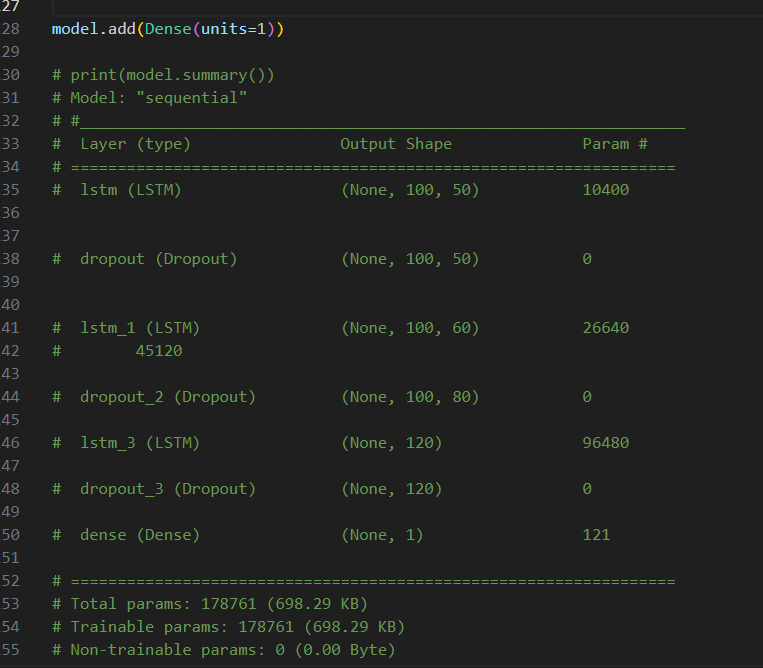 27
28 model.add(Dense(units=1))
29
30 # print(model.summary())
31 # Model: "sequential"
32 # #_________________________________________________________________
33 #  Layer (type)                Output Shape              Param #
34 # =================================================================
35 #  lstm (LSTM)                 (None, 100, 50)           10400
36
37
38 #  dropout (Dropout)           (None, 100, 50)           0
39
40
41 #  lstm_1 (LSTM)               (None, 100, 60)           26640
42 #        45120
43
44 #  dropout_2 (Dropout)         (None, 100, 80)           0
45
46 #  lstm_3 (LSTM)               (None, 120)               96480
47
48 #  dropout_3 (Dropout)         (None, 120)               0
49
50 #  dense (Dense)               (None, 1)                 121
51
52 # =================================================================
53 # Total params: 178761 (698.29 KB)
54 # Trainable params: 178761 (698.29 KB)
55 # Non-trainable params: 0 (0.00 Byte)